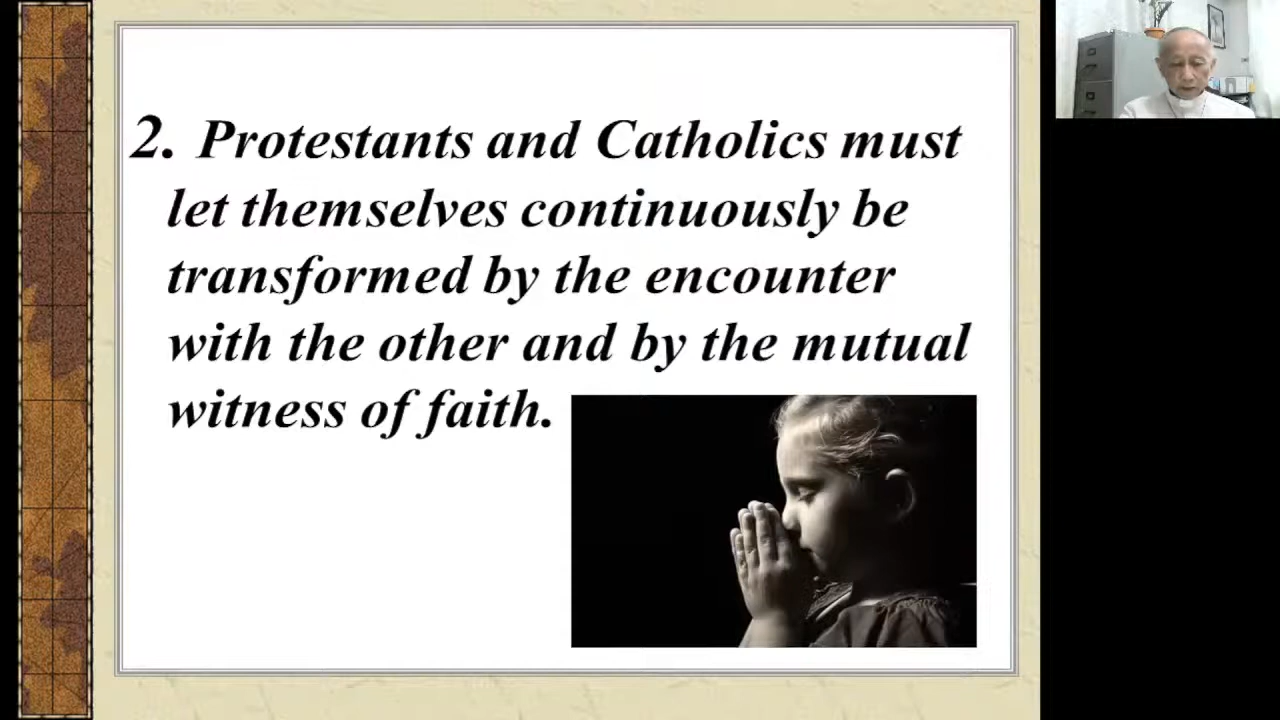 2. Protestants and Catholics must
let themselves continuously be
transformed by the encounter
with the other and by the mutual
witness of faith.